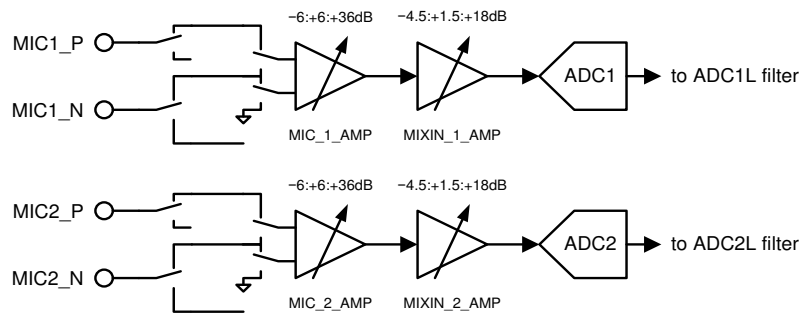 −6:+6:+36dB
−4.5:+1.5:+18dB
MIC1_P
ADC1
to ADC1L filter
MIC1_N
MIC_1_AMP
MIXIN_1_AMP
−6:+6:+36dB
−4.5:+1.5:+18dB
MIC2_P
ADC2
to ADC2L filter
MIC2_N
MIC_2_AMP
MIXIN_2_AMP